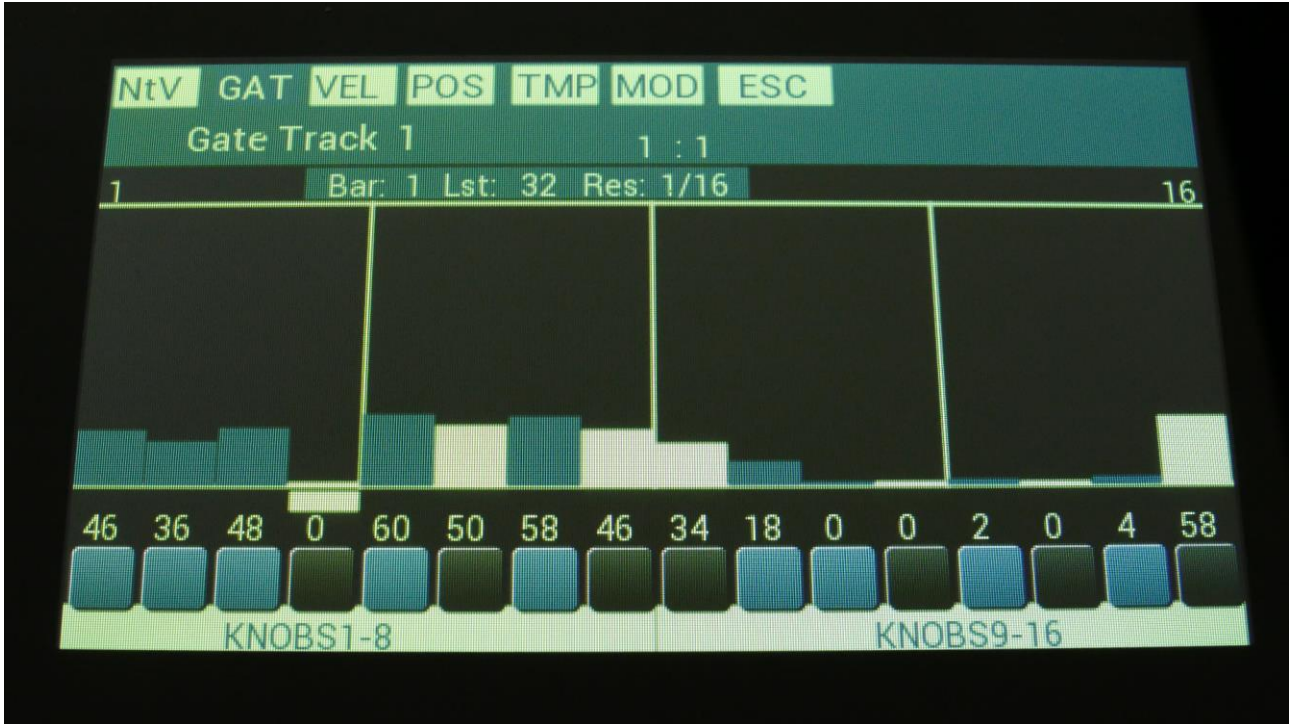 NtV GAT VEL POS TMP MOD ESC
Gate Track 1 1 : 1
1 Bar: 1 Lst: 32 Res: 1/16 16
46 36 48 0 60 50 58 46 34 18 0 0 2 0 4 58
KNOBS1-8 KNOBS9-16